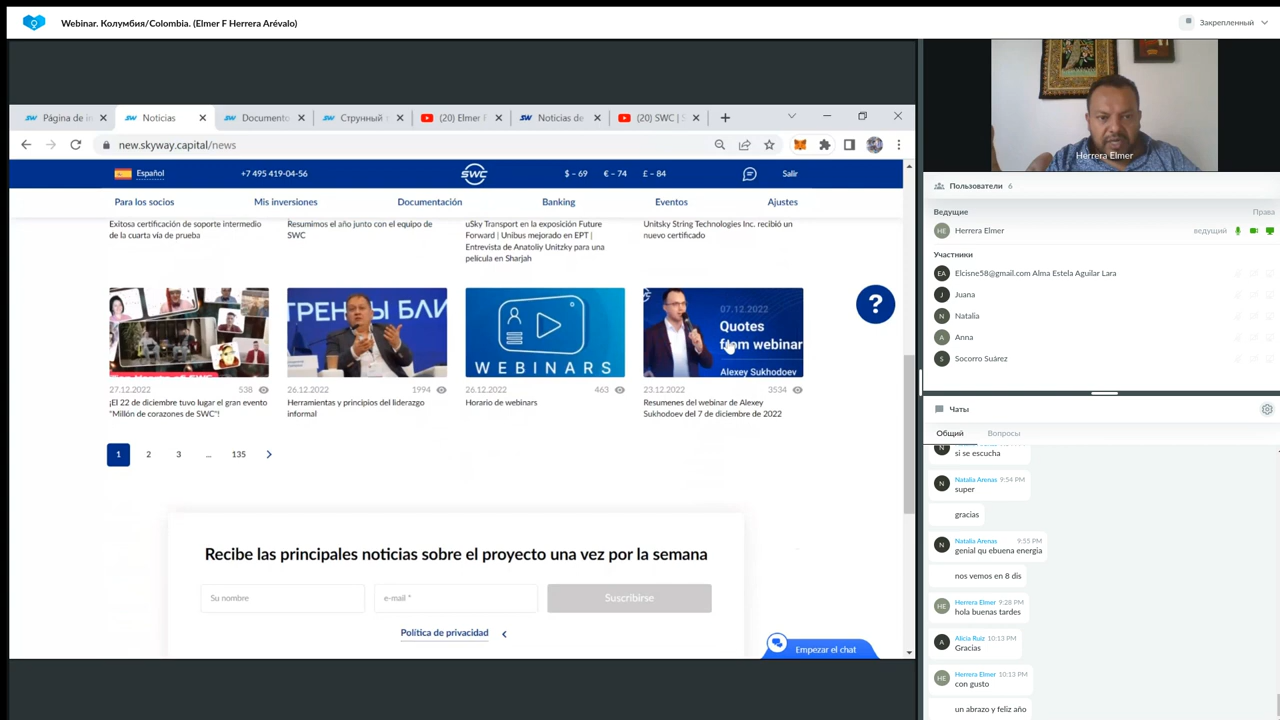 Webinar. Колумбия/Colombia. (Elmer F Herrera Arévalo)
Закрепленный
Página de in
Noticias
Documento
Струнный т
(20) Elmer F
Noticias de
(20) SWC | S
new.skyway.capital/news
Español
+7 495 419-04-56
SWC
$ – 69
€ – 74
£ – 84
Salir
Para los socios
Mis inversiones
Documentación
Banking
Eventos
Ajustes
Exitosa certificación de soporte intermedio
de la cuarta vía de prueba
Resumimos el año junto con el equipo de
SWC
uSky Transport en la exposición Future
Forward | Unibus mejorado en EPT |
Entrevista de Anatoliy Unitzky para una
película en Sharjah
Unitsky String Technologies Inc. recibió un
nuevo certificado
ТРЕНДЫ БЛИ
WEBINARS
07.12.2022
Quotes
from webinar
Alexey Sukhodoev
27.12.2022
538
¡El 22 de diciembre tuvo lugar el gran evento
"Millón de corazones de SWC"!
26.12.2022
1994
Herramientas y principios del liderazgo
informal
26.12.2022
463
Horario de webinars
23.12.2022
3534
Resumenes del webinar de Alexey
Sukhodoev del 7 de diciembre de 2022
?
1
2
3
...
135
Recibe las principales noticias sobre el proyecto una vez por la semana
Su nombre
e-mail *
Suscribirse
Política de privacidad
Empezar el chat
Herrera Elmer
Пользователи 6
Ведущие
Права
HE
Herrera Elmer
ведущий
Участники
EA
Elcisne58@gmail.com Alma Estela Aguilar Lara
J
Juana
N
Natalia
A
Anna
S
Socorro Suárez
Чаты
Общий
Вопросы
N
si se escucha
N
Natalia Arenas 9:54 PM
super
gracias
N
Natalia Arenas 9:55 PM
genial qu ebuena energia
nos vemos en 8 dis
HE
Herrera Elmer 9:28 PM
hola buenas tardes
A
Alicia Ruiz 10:13 PM
Gracias
HE
Herrera Elmer 10:13 PM
con gusto
un abrazo y feliz año